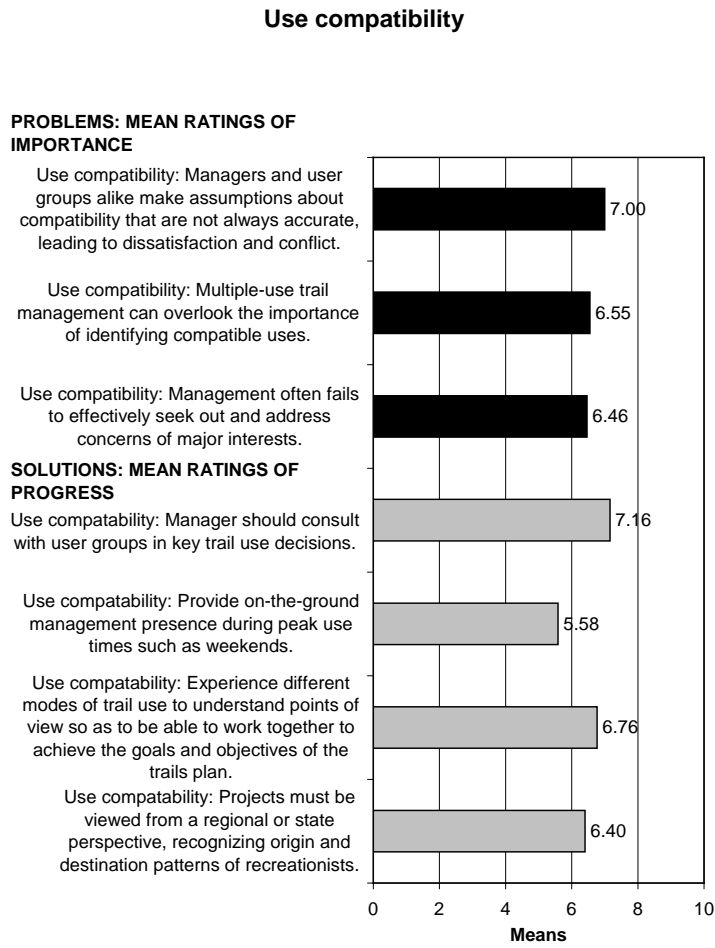 Use compatibility
PROBLEMS: MEAN RATINGS OF
IMPORTANCE
Use compatibility: Managers and user
groups alike make assumptions about
compatibility that are not always accurate,
leading to dissatisfaction and conflict.
7.00
Use compatibility: Multiple-use trail
management can overlook the importance
of identifying compatible uses.
6.55
Use compatibility: Management often fails
to effectively seek out and address
concerns of major interests.
6.46
SOLUTIONS: MEAN RATINGS OF
PROGRESS
Use compatability: Manager should consult
with user groups in key trail use decisions.
7.16
Use compatability: Provide on-the-ground
management presence during peak use
times such as weekends.
5.58
Use compatability: Experience different
modes of trail use to understand points of
view so as to be able to work together to
achieve the goals and objectives of the
trails plan.
6.76
Use compatability: Projects must be
viewed from a regional or state
perspective, recognizing origin and
destination patterns of recreationists.
6.40
0 2 4 6 8 10
Means